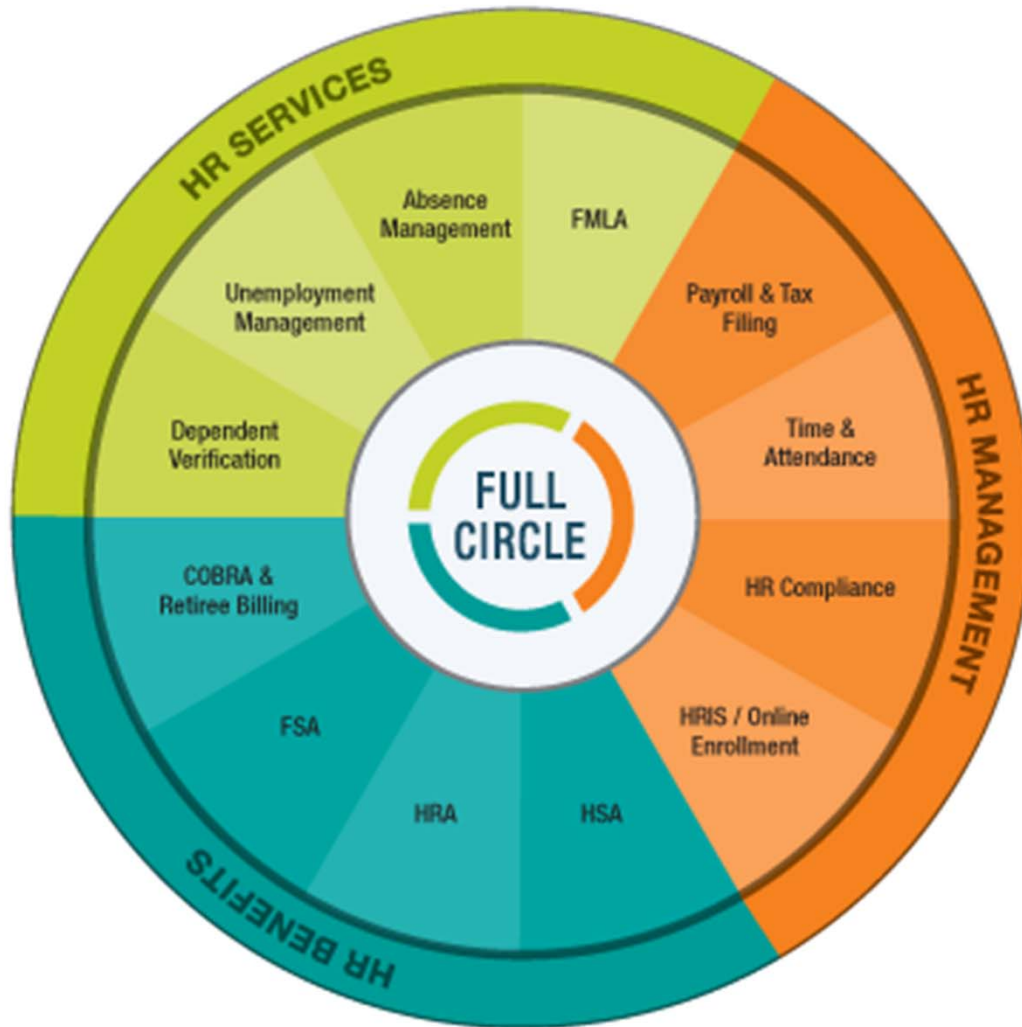 HR SERVICES
Absence
Management
FMLA
Unemployment
Management
Payroll & Tax
Filing
Dependent
Verification
Time &
Attendance
HR MANAGEMENT
FULL
CIRCLE
COBRA &
Retiree Billing
HR Compliance
FSA
HRIS / Online
Enrollment
HRA
HSA
HR BENEFITS